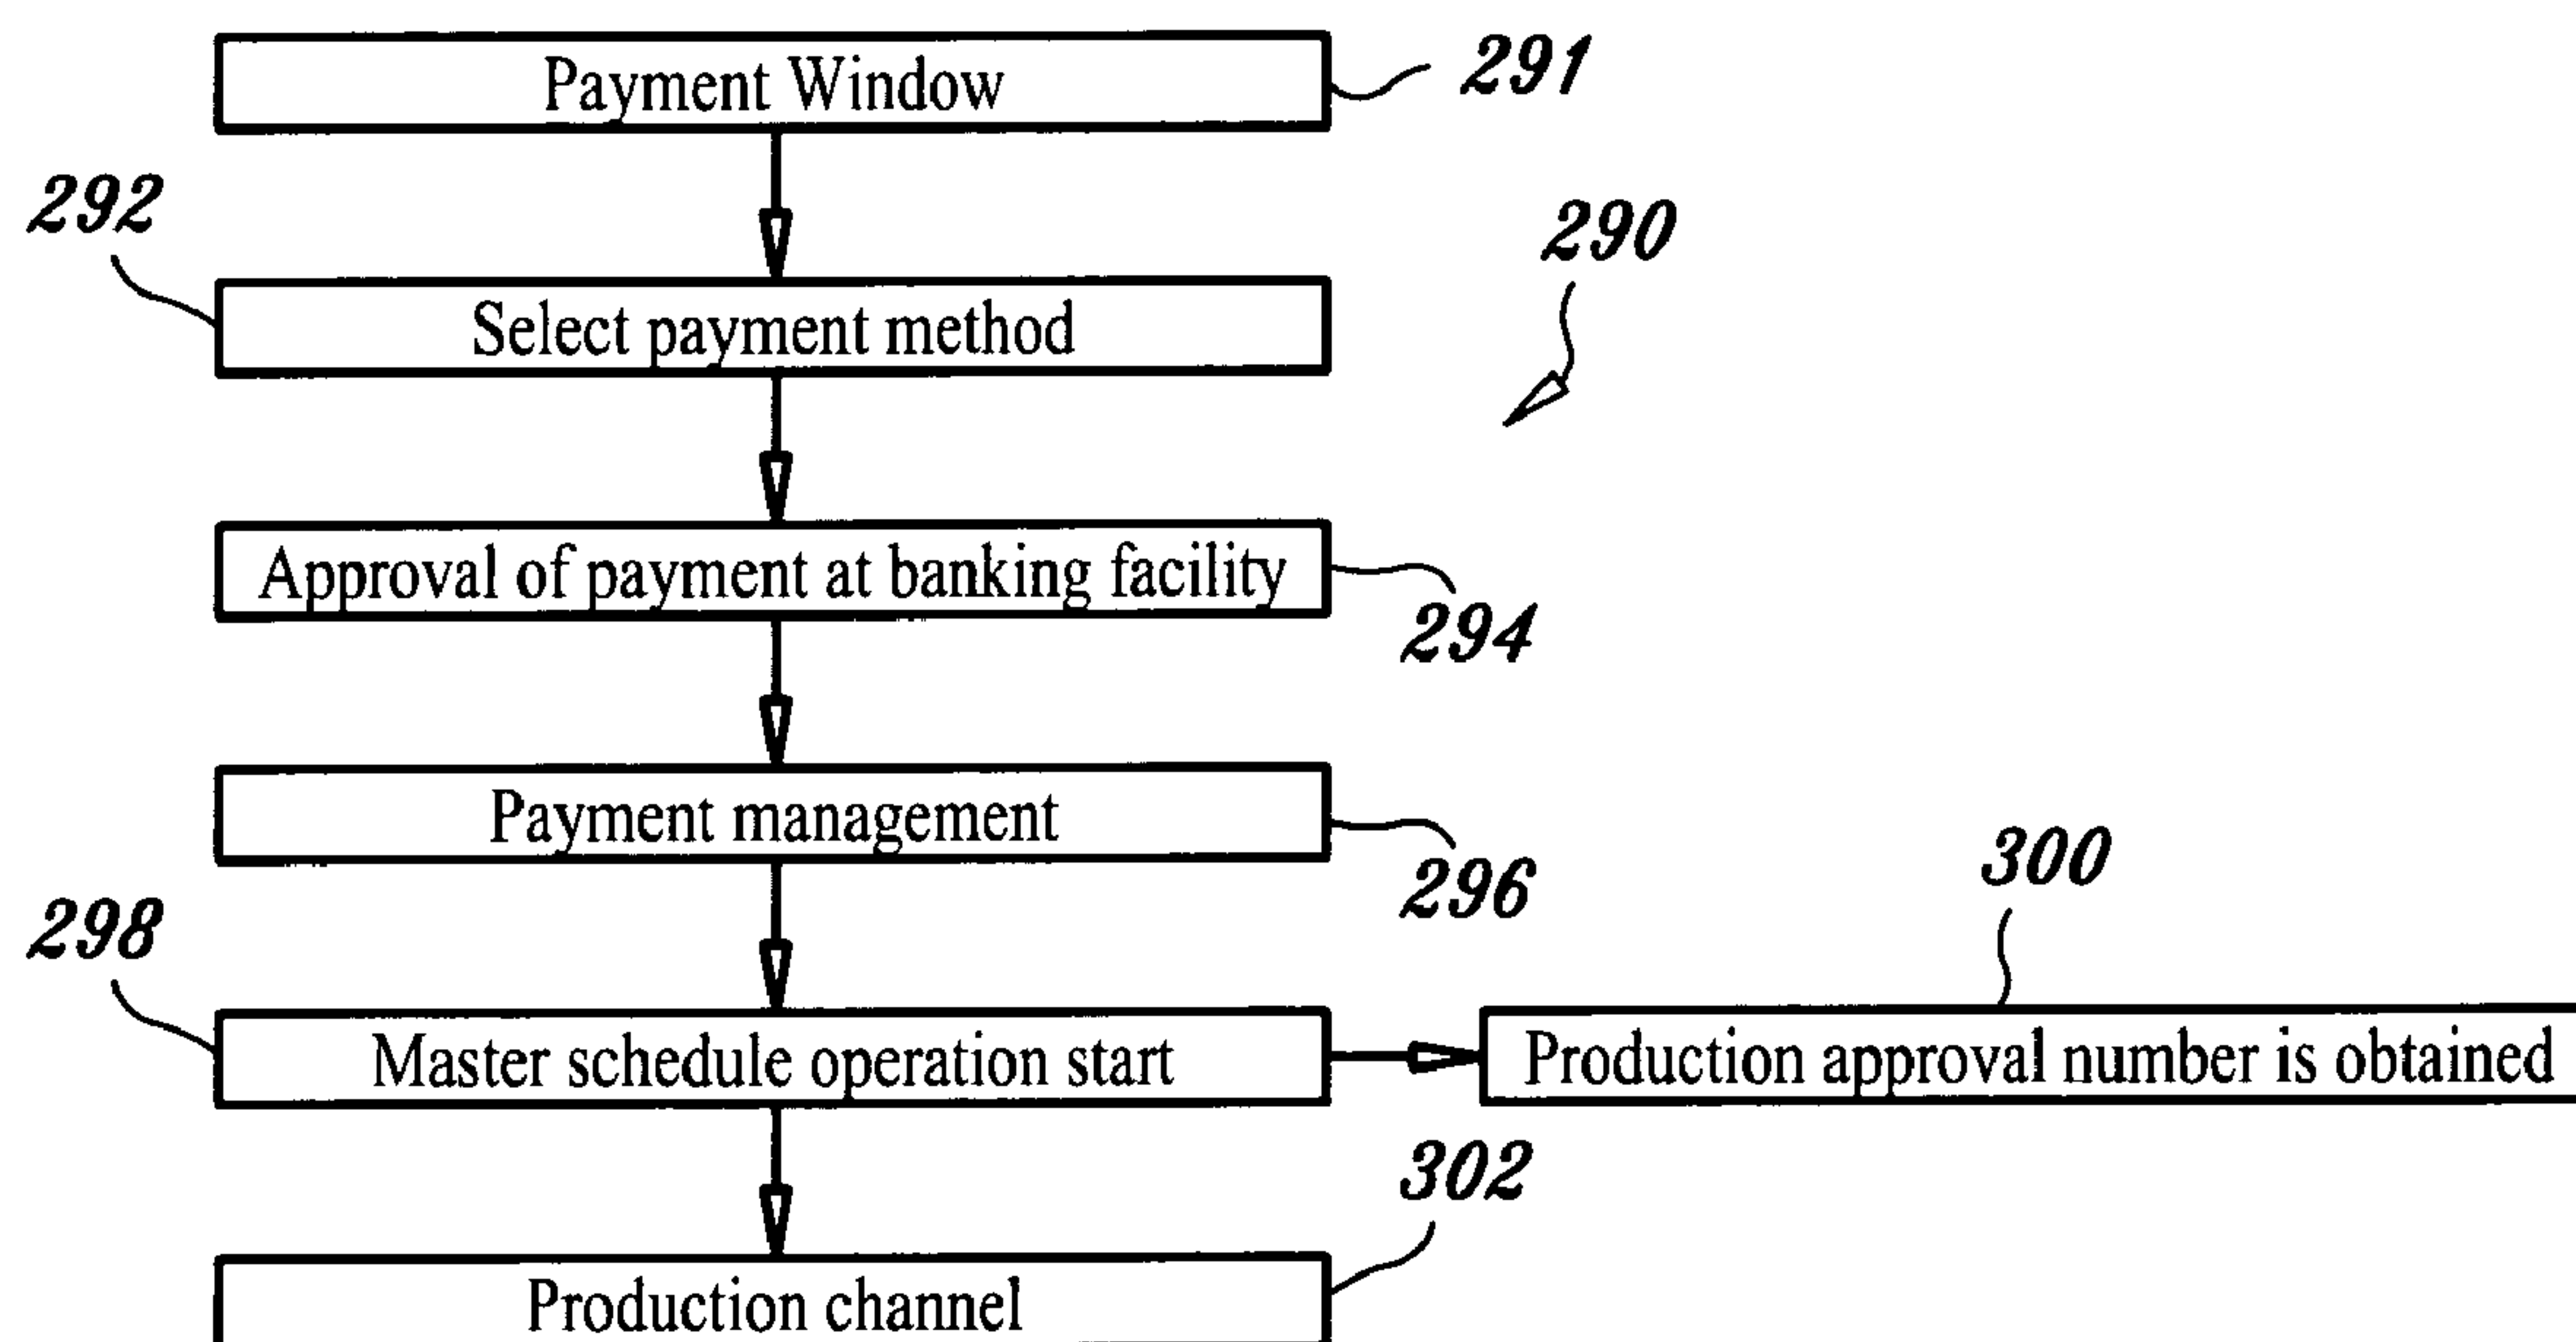 Payment Window
291
292
290
Select payment method
Approval of payment at banking facility
294
Payment management
296
298
300
Master schedule operation start
Production approval number is obtained
302
Production channel